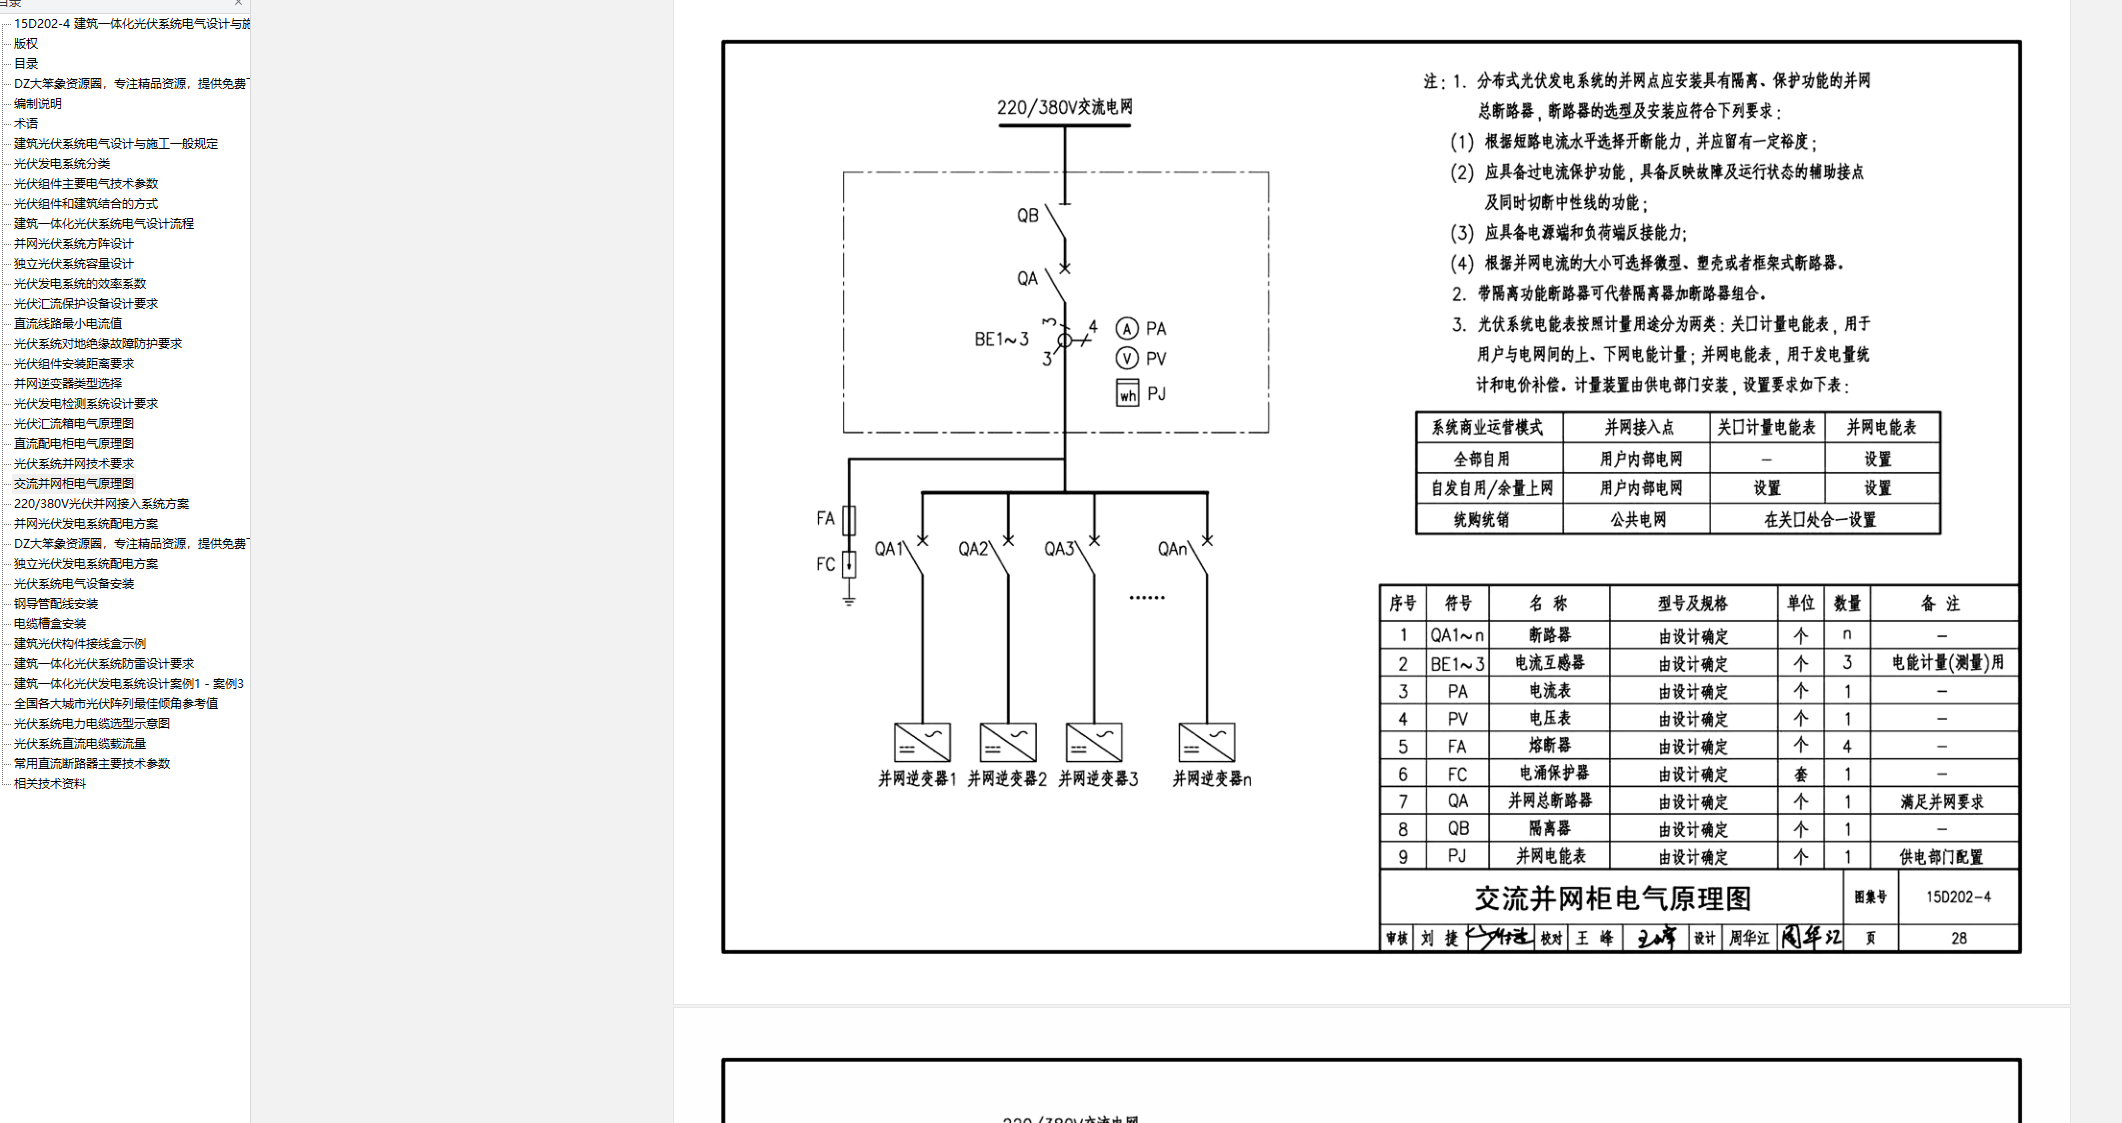 目录
15D202-4 建筑一体化光伏系统电气设计与施
版权
目录
DZ大笨象资源圈，专注精品资源，提供免费下
编制说明
术语
建筑光伏系统电气设计与施工一般规定
光伏发电系统分类
光伏组件主要电气技术参数
光伏组件和建筑结合的方式
建筑一体化光伏系统电气设计流程
并网光伏系统方阵设计
独立光伏系统容量设计
光伏发电系统的效率系数
光伏汇流保护设备设计要求
直流线路最小电流值
光伏系统对地绝缘故障防护要求
光伏组件安装距离要求
并网逆变器类型选择
光伏发电检测系统设计要求
光伏汇流箱电气原理图
直流配电柜电气原理图
光伏系统并网技术要求
交流并网柜电气原理图
220/380V光伏并网接入系统方案
并网光伏发电系统配电方案
DZ大笨象资源圈，专注精品资源，提供免费下
独立光伏发电系统配电方案
光伏系统电气设备安装
钢导管配线安装
电缆槽盒安装
建筑光伏构件接线盒示例
建筑一体化光伏系统防雷设计要求
建筑一体化光伏发电系统设计案例1 - 案例3
全国各大城市光伏阵列最佳倾角参考值
光伏系统电力电缆选型示意图
光伏系统直流电缆载流量
常用直流断路器主要技术参数
相关技术资料
220/380V交流电网
QB
QA
BE1~3
3
3
4
A PA
V PV
wh PJ
FA
FC
QA1 QA2 QA3 QAn
......
并网逆变器1 并网逆变器2 并网逆变器3 并网逆变器n
注：1. 分布式光伏发电系统的并网点应安装具有隔离、保护功能的并网
总断路器，断路器的选型及安装应符合下列要求：
(1) 根据短路电流水平选择开断能力，并应留有一定裕度；
(2) 应具备过电流保护功能，具备反映故障及运行状态的辅助接点
及同时切断中性线的功能；
(3) 应具备电源端和负荷端反接能力；
(4) 根据并网电流的大小可选择微型、塑壳或者框架式断路器。
2. 带隔离功能断路器可代替隔离器加断路器组合。
3. 光伏系统电能表按照计量用途分为两类：关口计量电能表，用于
用户与电网间的上、下网电能计量；并网电能表，用于发电量统
计和电价补偿。计量装置由供电部门安装，设置要求如下表：
系统商业运营模式 并网接入点 关口计量电能表 并网电能表
全部自用 用户内部电网 — 设置
自发自用/余量上网 用户内部电网 设置 设置
统购统销 公共电网 在关口处合一设置
序号 符号 名 称 型号及规格 单位 数量 备 注
1 QA1~n 断路器 由设计确定 个 n —
2 BE1~3 电流互感器 由设计确定 个 3 电能计量(测量)用
3 PA 电流表 由设计确定 个 1 —
4 PV 电压表 由设计确定 个 1 —
5 FA 熔断器 由设计确定 个 4 —
6 FC 电涌保护器 由设计确定 套 1 —
7 QA 并网总断路器 由设计确定 个 1 满足并网要求
8 QB 隔离器 由设计确定 个 1 —
9 PJ 并网电能表 由设计确定 个 1 供电部门配置
交流并网柜电气原理图 图集号 15D202-4
审核 刘 捷 校对 王 峰 设计 周华江 周华江 页 28
220/380V交流电网